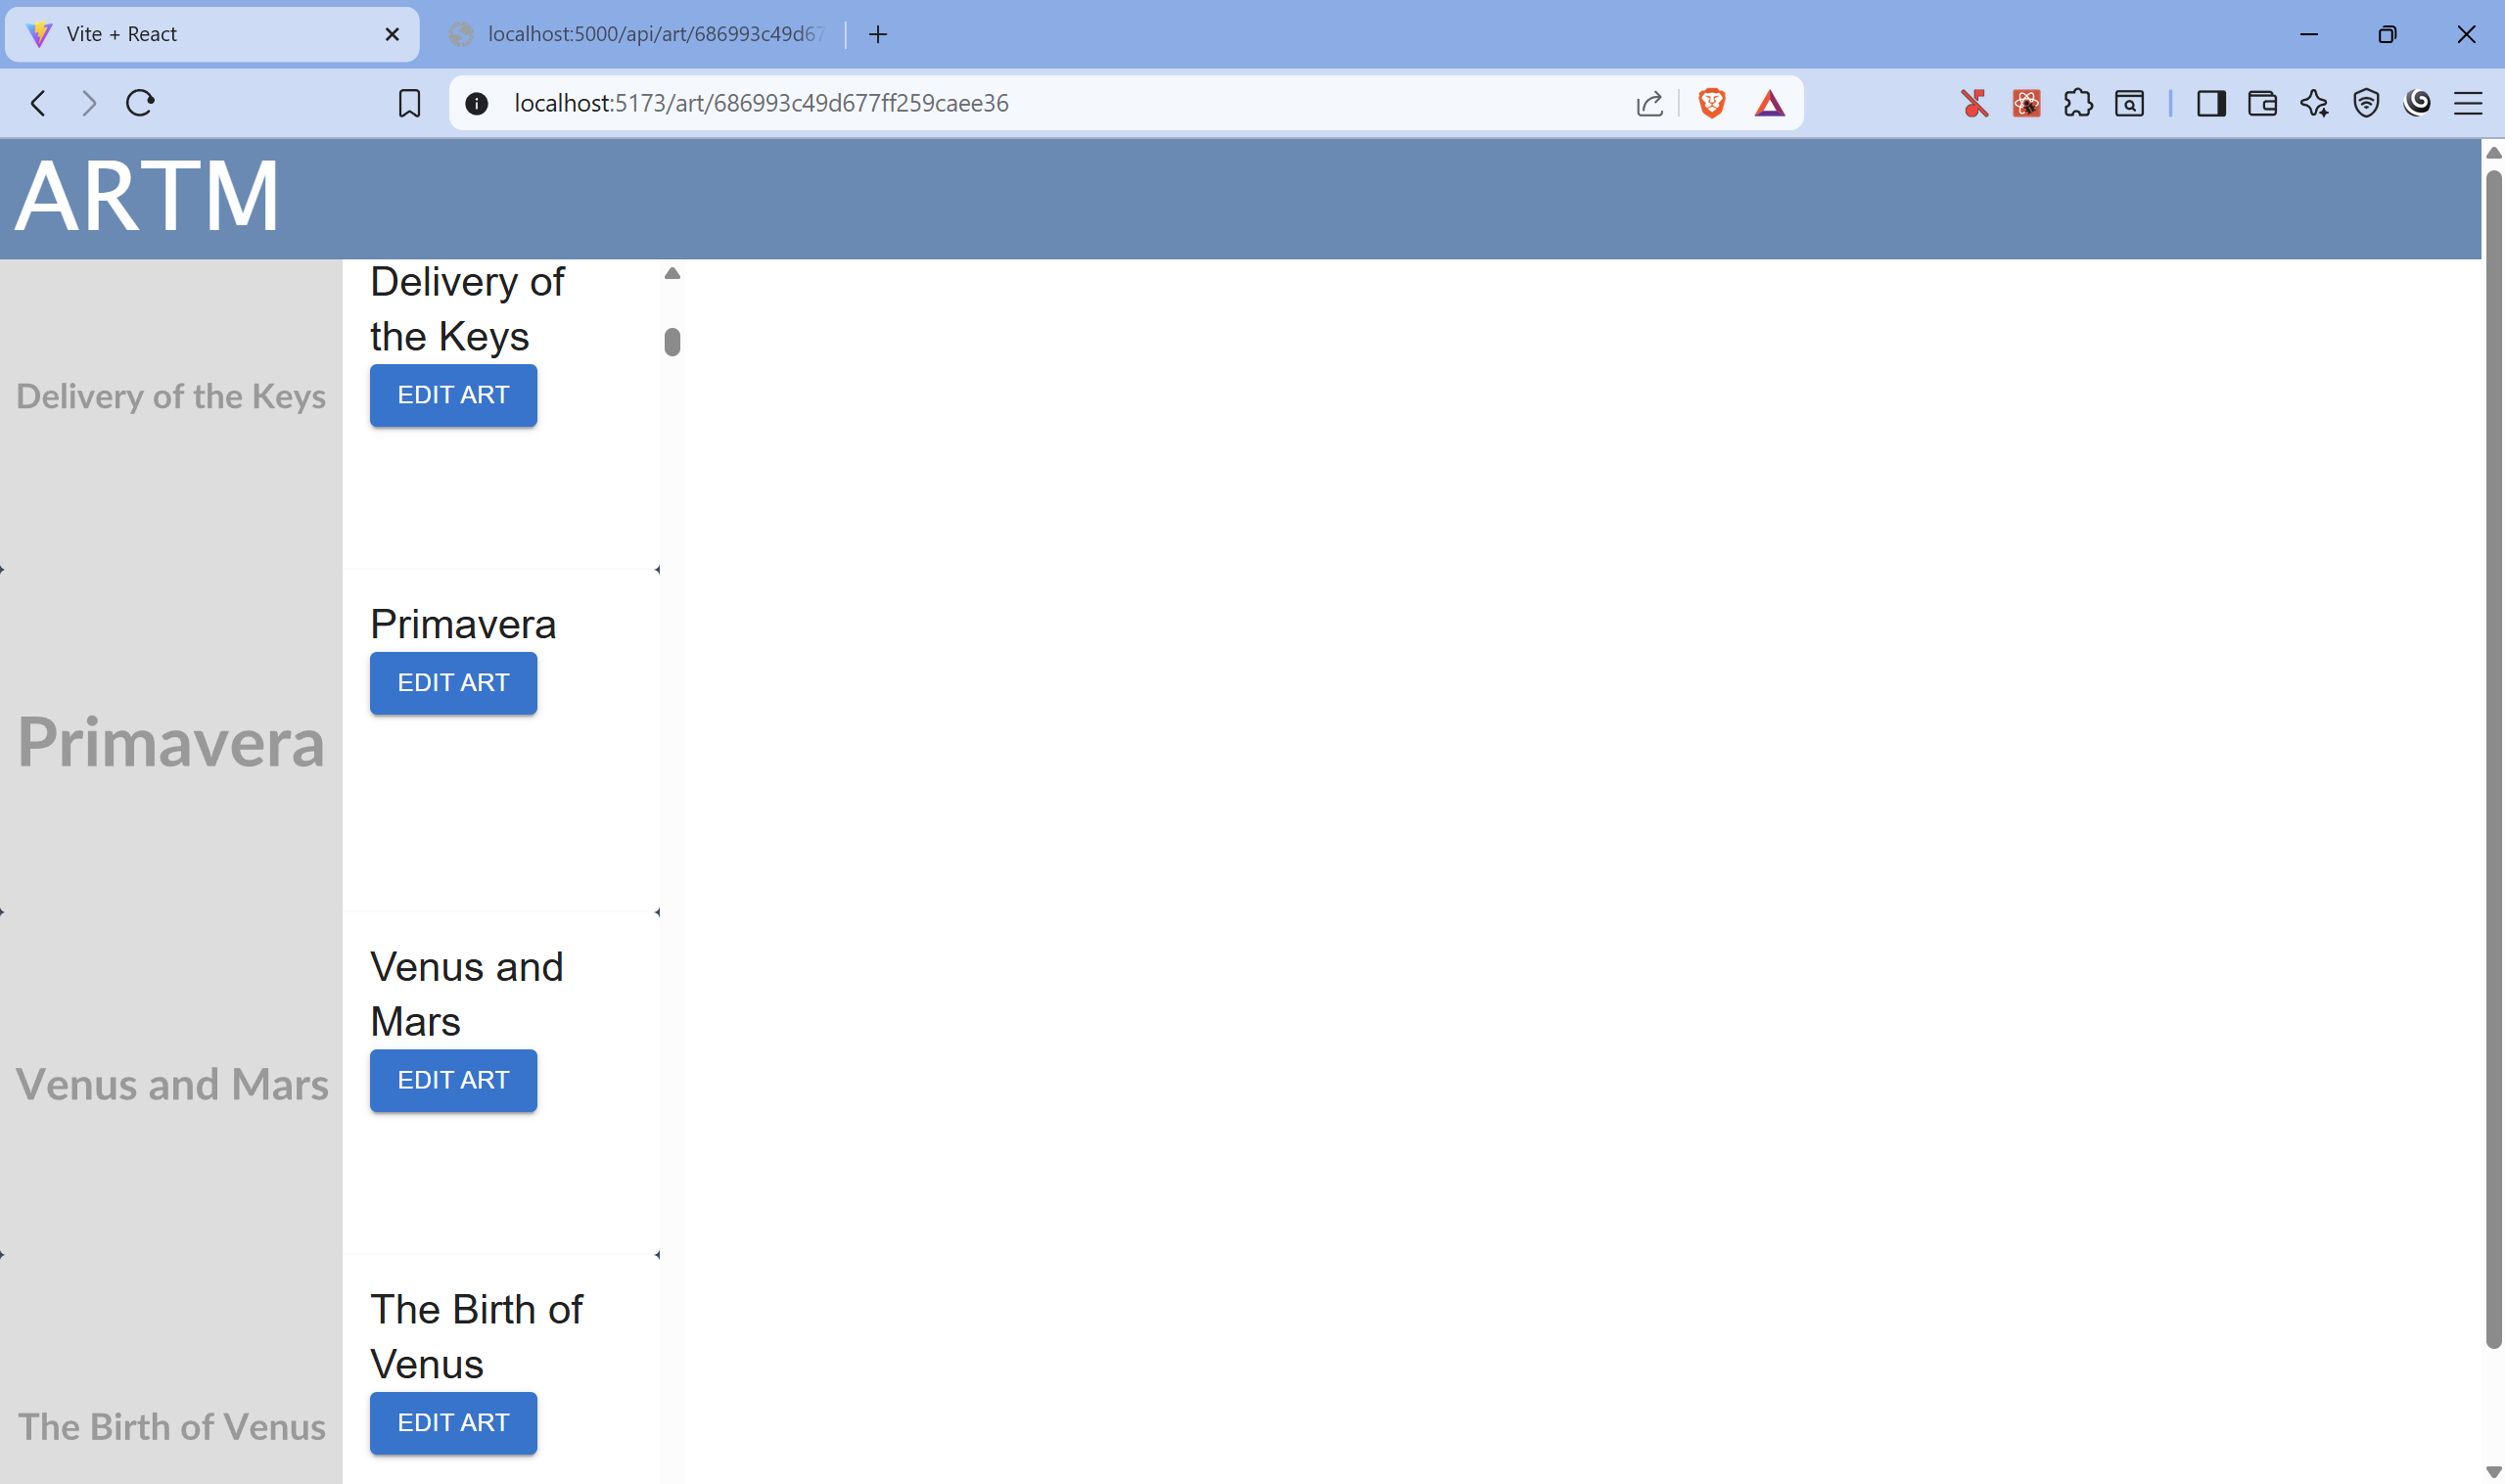 Vite + React
localhost:5000/api/art/686993c49d67
localhost:5173/art/686993c49d677ff259caee36
ARTM
Delivery of the Keys
Delivery of
the Keys
EDIT ART
Primavera
Primavera
EDIT ART
Venus and Mars
Venus and
Mars
EDIT ART
The Birth of Venus
The Birth of
Venus
EDIT ART